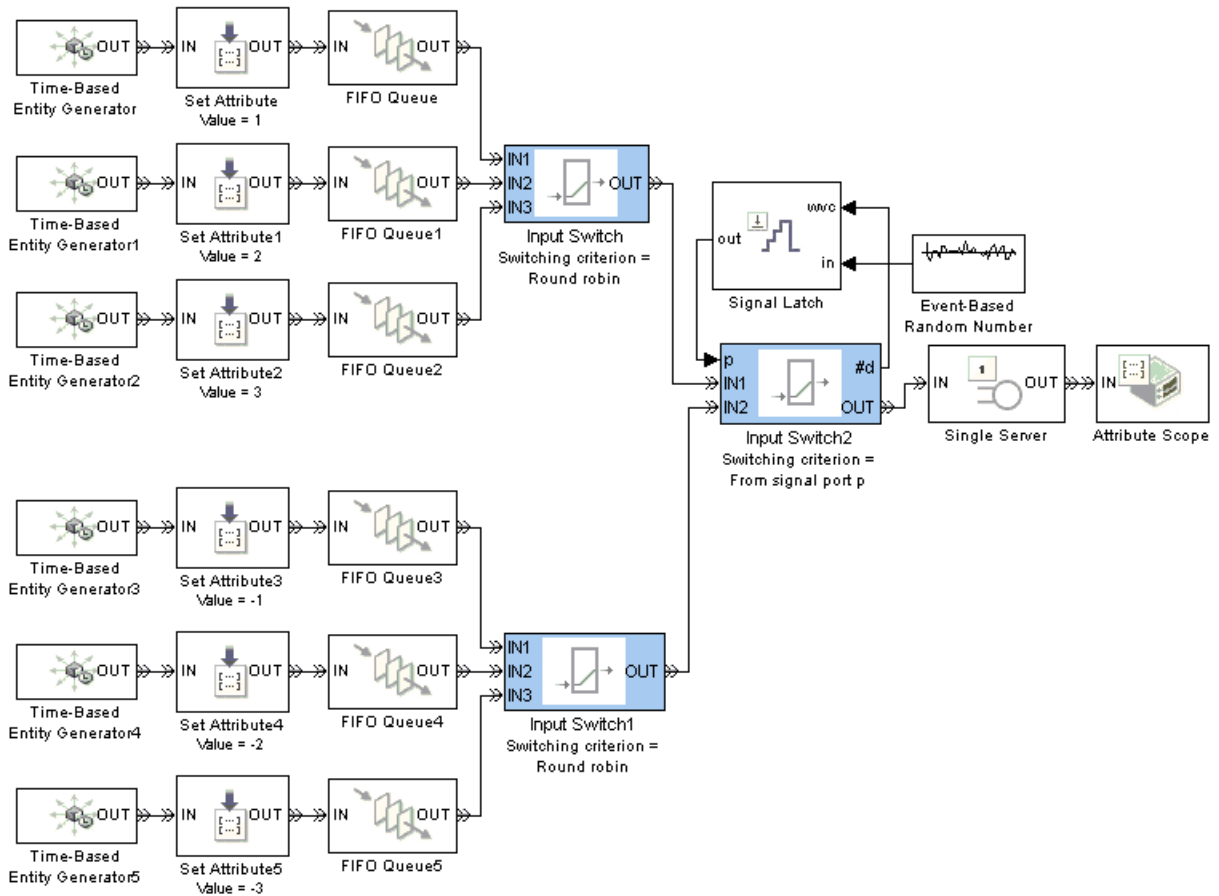 OUT
IN
OUT
IN
OUT
Time-Based
Entity Generator
Set Attribute
Value = 1
FIFO Queue
OUT
IN
OUT
IN
OUT
Time-Based
Entity Generator1
Set Attribute1
Value = 2
FIFO Queue1
OUT
IN
OUT
IN
OUT
Time-Based
Entity Generator2
Set Attribute2
Value = 3
FIFO Queue2
IN1
IN2
IN3
OUT
Input Switch
Switching criterion =
Round robin
wvc
out
in
Signal Latch
Event-Based
Random Number
p
IN1
IN2
#d
OUT
Input Switch2
Switching criterion =
From signal port p
IN
1
OUT
Single Server
IN
Attribute Scope
OUT
IN
OUT
IN
OUT
Time-Based
Entity Generator3
Set Attribute3
Value = -1
FIFO Queue3
OUT
IN
OUT
IN
OUT
Time-Based
Entity Generator4
Set Attribute4
Value = -2
FIFO Queue4
OUT
IN
OUT
IN
OUT
Time-Based
Entity Generator5
Set Attribute5
Value = -3
FIFO Queue5
IN1
IN2
IN3
OUT
Input Switch1
Switching criterion =
Round robin